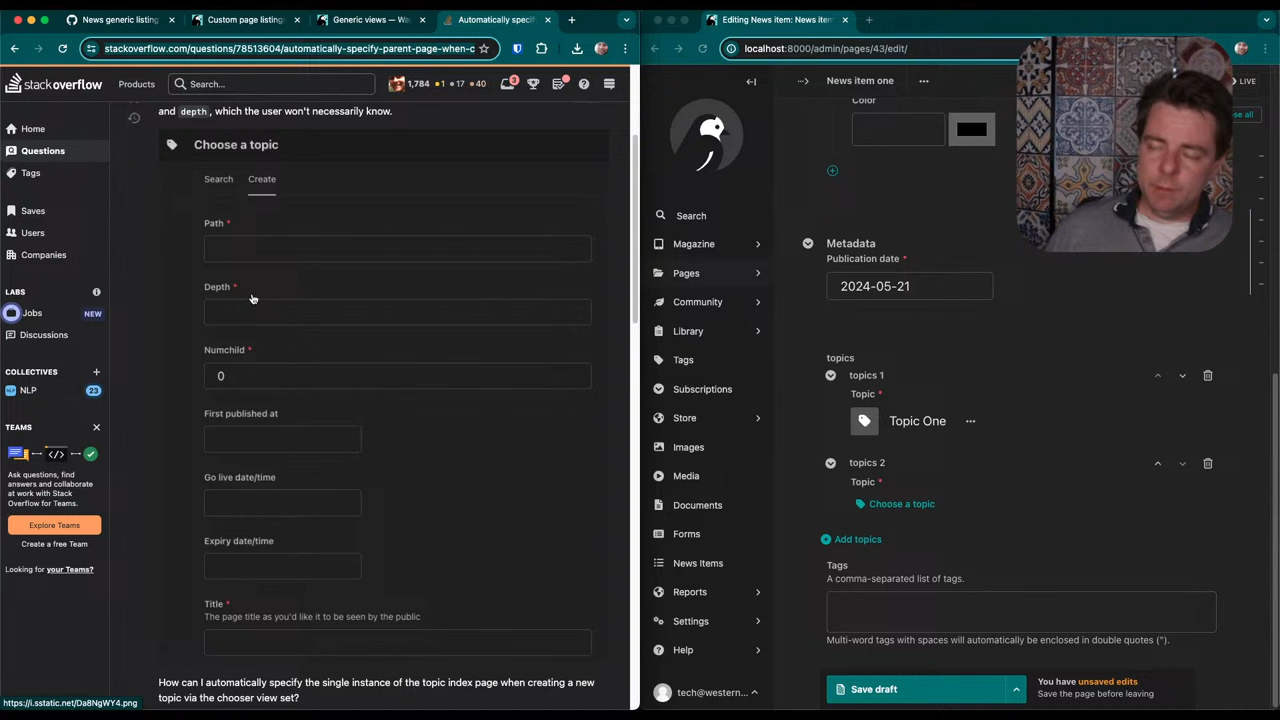 News generic listing
Custom page listing
Generic views — Wag
Automatically specif
Editing News item: News iten
stackoverflow.com/questions/78513604/automatically-specify-parent-page-when-c
localhost:8000/admin/pages/43/edit/
stackoverflow
Products
Search...
1,784
1
17
40
3
Home
Questions
Tags
Saves
Users
Companies
LABS
Jobs
NEW
Discussions
COLLECTIVES
NLP
23
TEAMS
Ask questions, find
answers and collaborate
at work with Stack
Overflow for Teams.
Explore Teams
Create a free Team
Looking for your Teams?
https://i.sstatic.net/Da8NgWY4.png
and depth, which the user won't necessarily know.
Choose a topic
Search
Create
Path *
Depth *
Numchild *
0
First published at
Go live date/time
Expiry date/time
Title *
The page title as you'd like it to be seen by the public
How can I automatically specify the single instance of the topic index page when creating a new
topic via the chooser view set?
Search
Magazine
Pages
Community
Library
Tags
Subscriptions
Store
Images
Media
Documents
Forms
News Items
Reports
Settings
Help
tech@western...
News item one
LIVE
se all
Color
Metadata
Publication date *
2024-05-21
topics
topics 1
Topic *
Topic One
topics 2
Topic *
Choose a topic
Add topics
Tags
A comma-separated list of tags.
Multi-word tags with spaces will automatically be enclosed in double quotes (").
Save draft
You have unsaved edits
Save the page before leaving